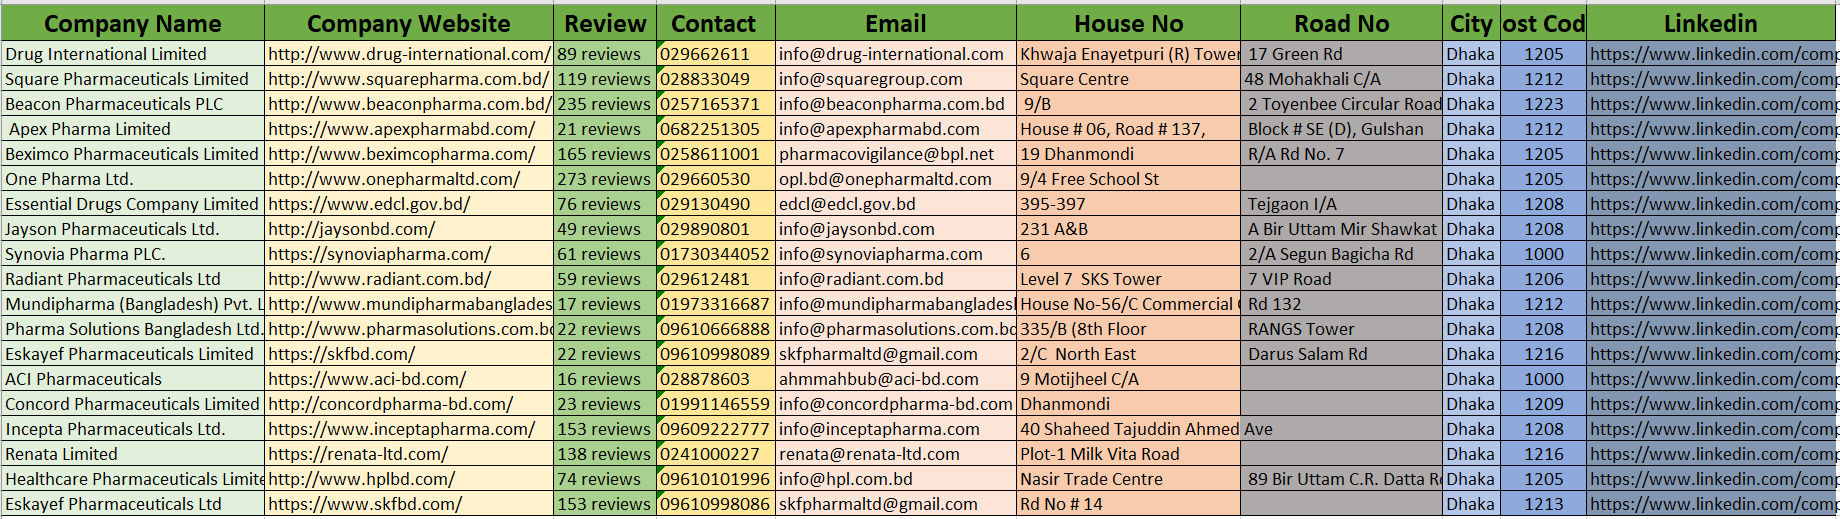 Company Name Company Website Review Contact Email House No Road No City ost Cod Linkedin
Drug International Limited http://www.drug-international.com/ 89 reviews 029662611 info@drug-international.com Khwaja Enayetpuri (R) Tower 17 Green Rd Dhaka 1205 https://www.linkedin.com/comp
Square Pharmaceuticals Limited http://www.squarepharma.com.bd/ 119 reviews 028833049 info@squaregroup.com Square Centre 48 Mohakhali C/A Dhaka 1212 https://www.linkedin.com/comp
Beacon Pharmaceuticals PLC http://www.beaconpharma.com.bd/ 235 reviews 0257165371 info@beaconpharma.com.bd 9/B 2 Toyenbee Circular Road Dhaka 1223 https://www.linkedin.com/comp
Apex Pharma Limited https://www.apexpharmabd.com/ 21 reviews 0682251305 info@apexpharmabd.com House # 06, Road # 137, Block # SE (D), Gulshan Dhaka 1212 https://www.linkedin.com/comp
Beximco Pharmaceuticals Limited http://www.beximcopharma.com/ 165 reviews 0258611001 pharmacovigilance@bpl.net 19 Dhanmondi R/A Rd No. 7 Dhaka 1205 https://www.linkedin.com/comp
One Pharma Ltd. http://www.onepharmaltd.com/ 273 reviews 029660530 opl.bd@onepharmaltd.com 9/4 Free School St Dhaka 1205 https://www.linkedin.com/comp
Essential Drugs Company Limited https://www.edcl.gov.bd/ 76 reviews 029130490 edcl@edcl.gov.bd 395-397 Tejgaon I/A Dhaka 1208 https://www.linkedin.com/comp
Jayson Pharmaceuticals Ltd. http://jaysonbd.com/ 49 reviews 029890801 info@jaysonbd.com 231 A&B A Bir Uttam Mir Shawkat Dhaka 1208 https://www.linkedin.com/comp
Synovia Pharma PLC. https://synoviapharma.com/ 61 reviews 01730344052 info@synoviapharma.com 6 2/A Segun Bagicha Rd Dhaka 1000 https://www.linkedin.com/comp
Radiant Pharmaceuticals Ltd http://www.radiant.com.bd/ 59 reviews 029612481 info@radiant.com.bd Level 7 SKS Tower 7 VIP Road Dhaka 1206 https://www.linkedin.com/comp
Mundipharma (Bangladesh) Pvt. L http://www.mundipharmabanglades 17 reviews 01973316687 info@mundipharmabangladesh House No-56/C Commercial Rd 132 Dhaka 1212 https://www.linkedin.com/comp
Pharma Solutions Bangladesh Ltd. http://www.pharmasolutions.com.bd 22 reviews 09610666888 info@pharmasolutions.com.bd 335/B (8th Floor RANGS Tower Dhaka 1208 https://www.linkedin.com/comp
Eskayef Pharmaceuticals Limited https://skfbd.com/ 22 reviews 09610998089 skfpharmaltd@gmail.com 2/C North East Darus Salam Rd Dhaka 1216 https://www.linkedin.com/comp
ACI Pharmaceuticals https://www.aci-bd.com/ 16 reviews 028878603 ahmmahbub@aci-bd.com 9 Motijheel C/A Dhaka 1000 https://www.linkedin.com/comp
Concord Pharmaceuticals Limited http://concordpharma-bd.com/ 23 reviews 01991146559 info@concordpharma-bd.com Dhanmondi Dhaka 1209 https://www.linkedin.com/comp
Incepta Pharmaceuticals Ltd. https://www.inceptapharma.com/ 153 reviews 09609222777 info@inceptapharma.com 40 Shaheed Tajuddin Ahmed Ave Dhaka 1208 https://www.linkedin.com/comp
Renata Limited https://renata-ltd.com/ 138 reviews 0241000227 renata@renata-ltd.com Plot-1 Milk Vita Road Dhaka 1216 https://www.linkedin.com/comp
Healthcare Pharmaceuticals Limite http://www.hplbd.com/ 74 reviews 09610101996 info@hpl.com.bd Nasir Trade Centre 89 Bir Uttam C.R. Datta Ro Dhaka 1205 https://www.linkedin.com/comp
Eskayef Pharmaceuticals Ltd https://www.skfbd.com/ 153 reviews 09610998086 skfpharmaltd@gmail.com Rd No # 14 Dhaka 1213 https://www.linkedin.com/comp